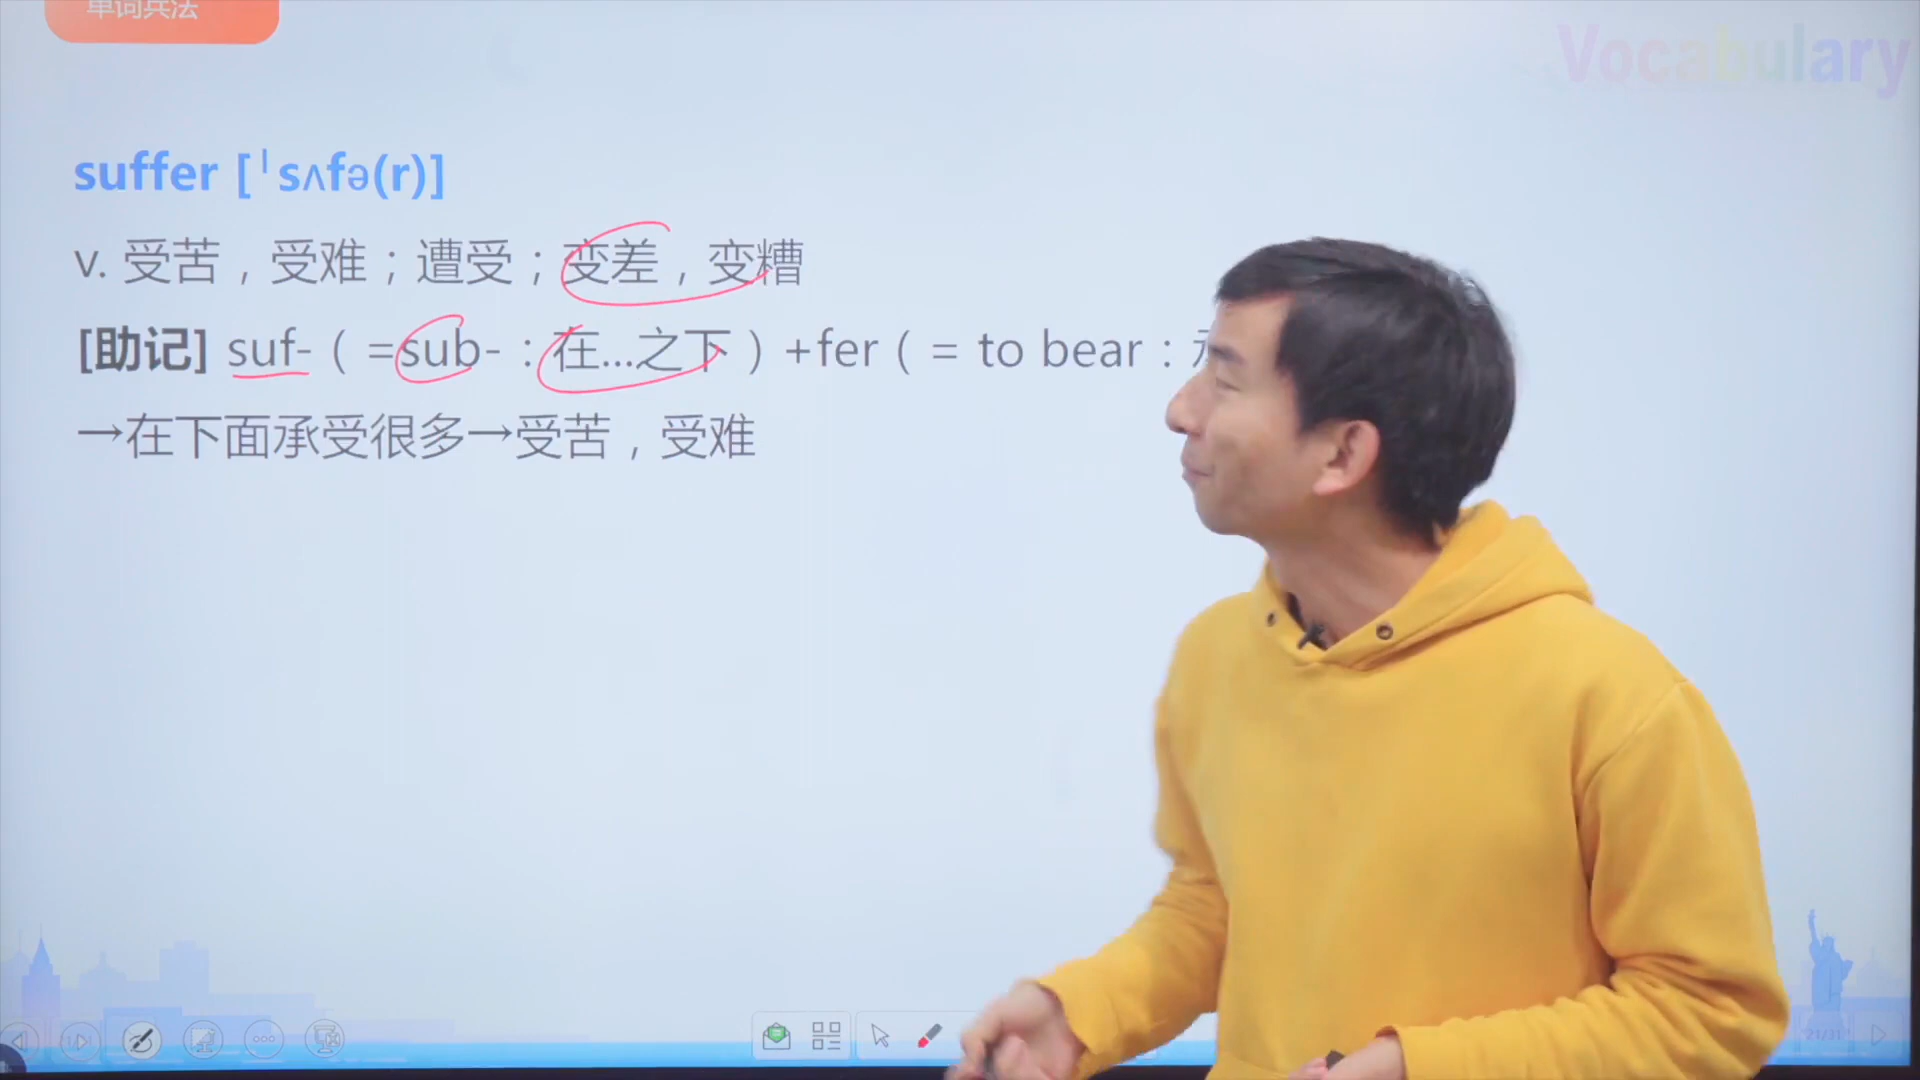 单词兵法
Vocabulary
suffer [ˈsʌfə(r)]
v. 受苦，受难；遭受；变差，变糟
[助记] suf-（=sub-：在...之下）+fer（= to bear：
→在下面承受很多→受苦，受难